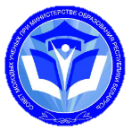 СОВЕТ МОЛОДЫХ УЧЕНЫХ ПРИ МИНИСТЕРСТВЕ ОБРАЗОВАНИЯ РЕСПУБЛИКИ БЕЛАРУСЬ